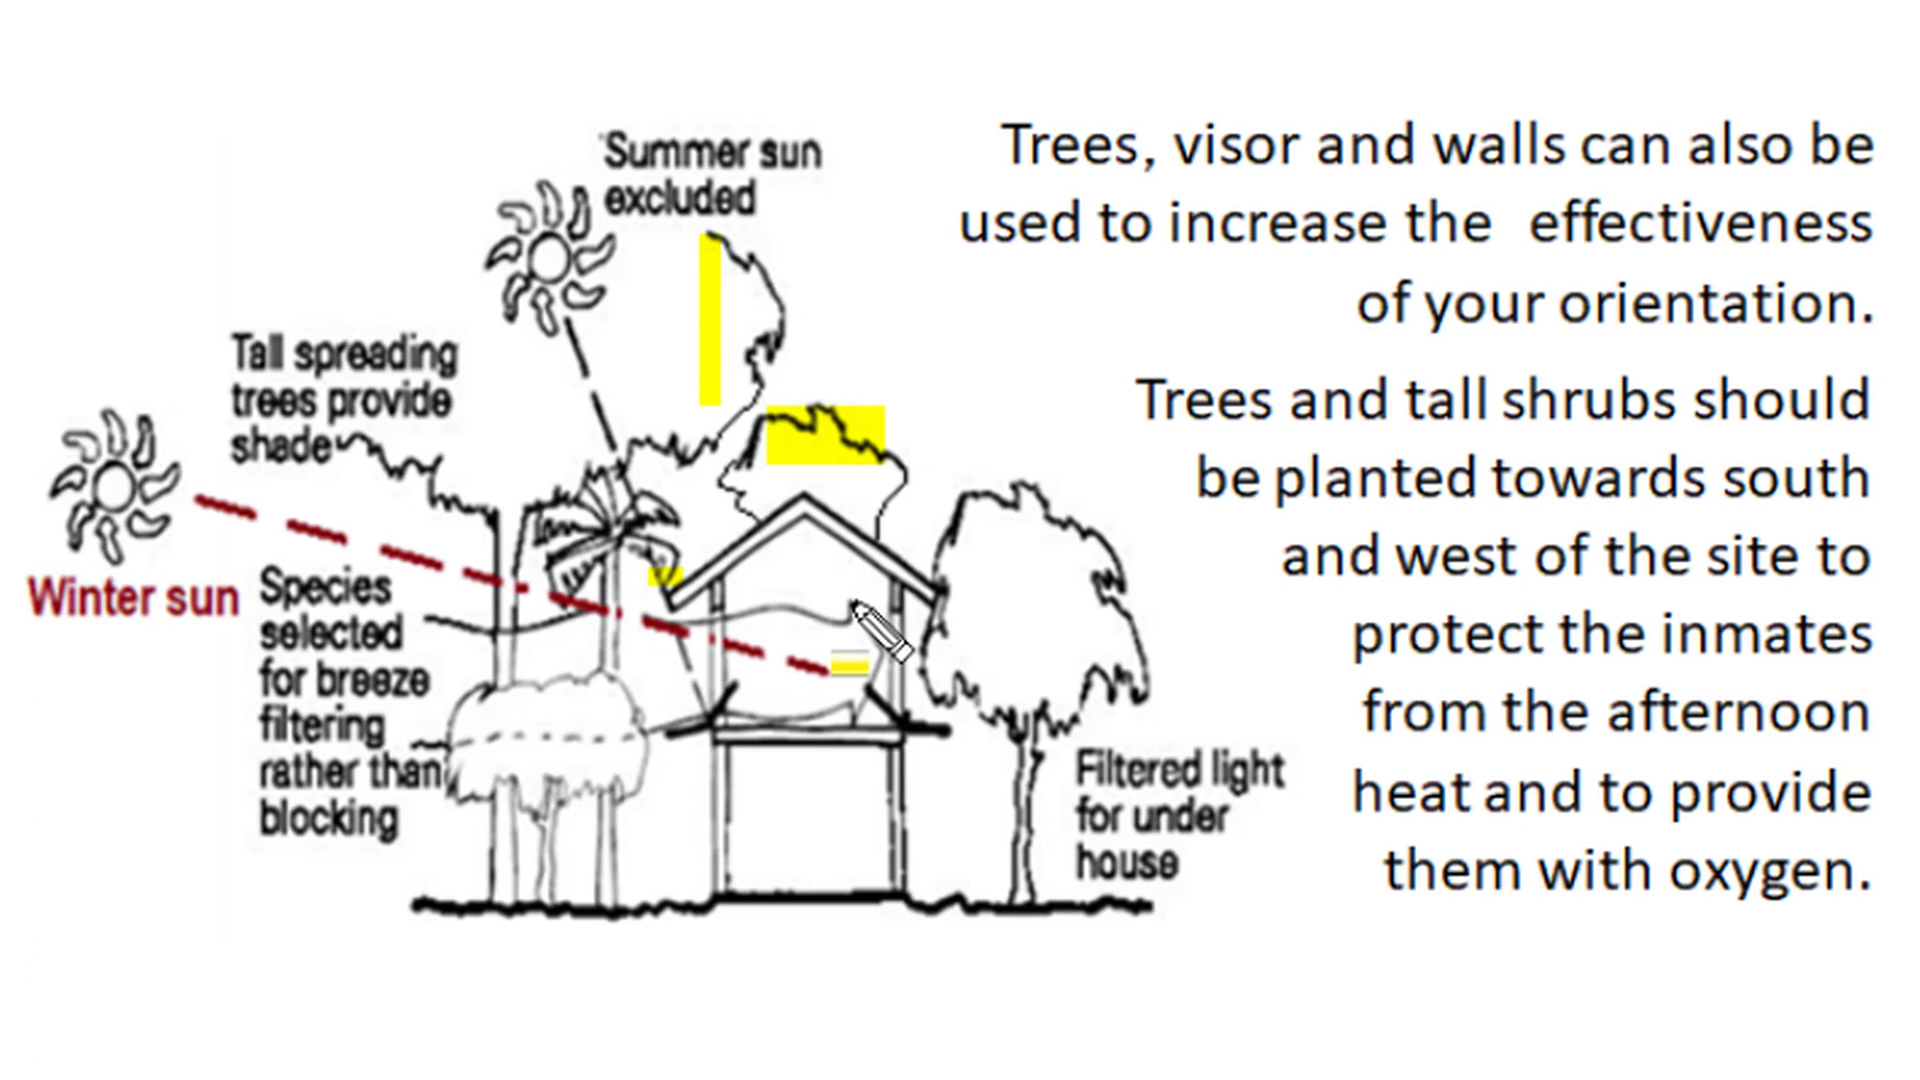 Summer sun
excluded
Tall spreading
trees provide
shade
Winter sun
Species
selected
for breeze
filtering
rather than
blocking
Filtered light
for under
house
Trees, visor and walls can also be
used to increase the effectiveness
of your orientation.
Trees and tall shrubs should
be planted towards south
and west of the site to
protect the inmates
from the afternoon
heat and to provide
them with oxygen.